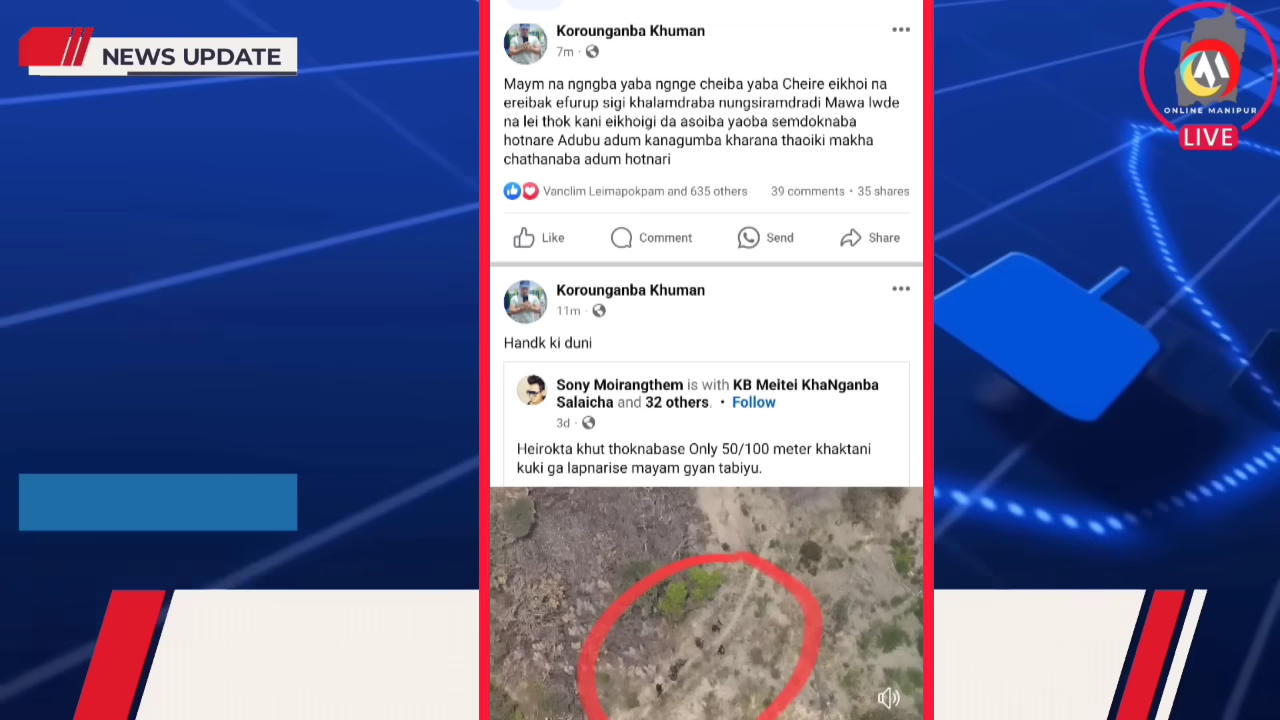 NEWS UPDATE
Korounganba Khuman
7m
Maym na ngngba yaba ngnge cheiba yaba Cheire eikhoi na
ereibak efurup sigi khalamdraba nungsiramdradi Mawa lwde
na lei thok kani eikhoigi da asoiba yaoba semdoknaba
hotnare Adubu adum kanagumba kharana thaoiki makha
chathanaba adum hotnari
Vanclim Leimapokpam and 635 others 39 comments • 35 shares
Like Comment Send Share
Korounganba Khuman
11m
Handk ki duni
Sony Moirangthem is with KB Meitei KhaNganba
Salaicha and 32 others. • Follow
3d
Heirokta khut thoknabase Only 50/100 meter khaktani
kuki ga lapnarise mayam gyan tabiyu.
ONLINE MANIPUR
LIVE